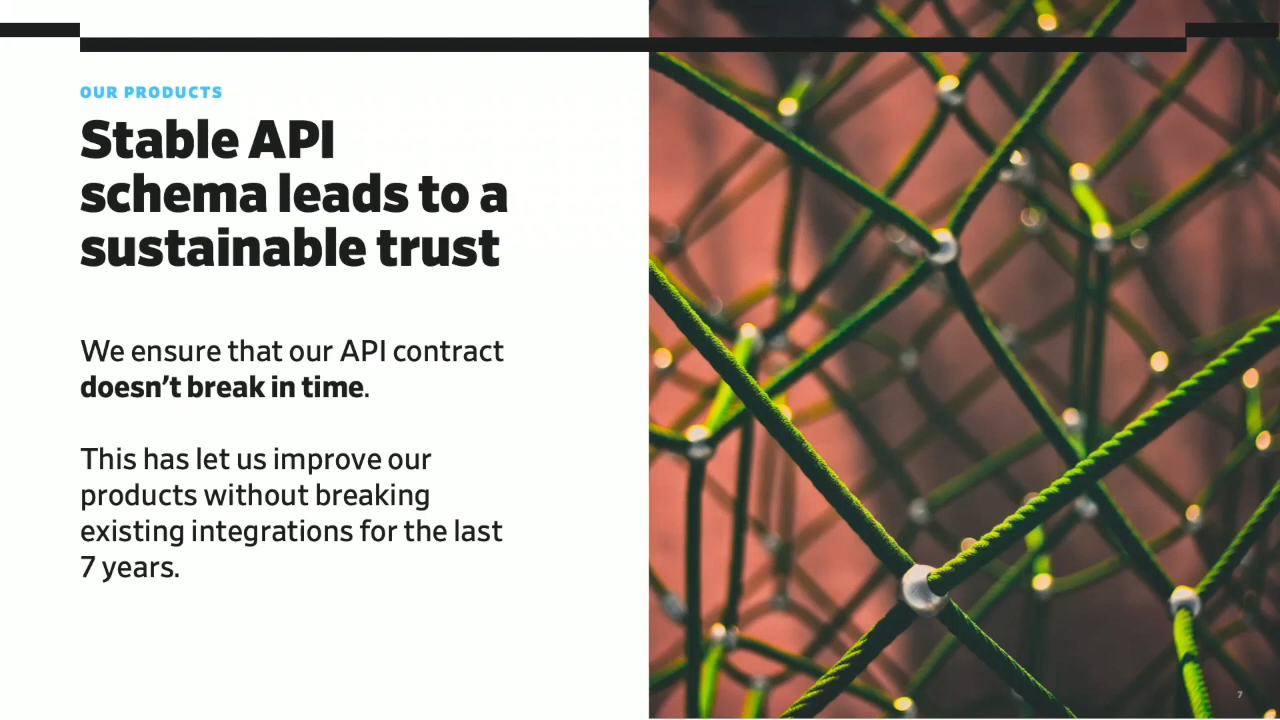 OUR PRODUCTS
Stable API
schema leads to a
sustainable trust
We ensure that our API contract
doesn’t break in time.
This has let us improve our
products without breaking
existing integrations for the last
7 years.
7